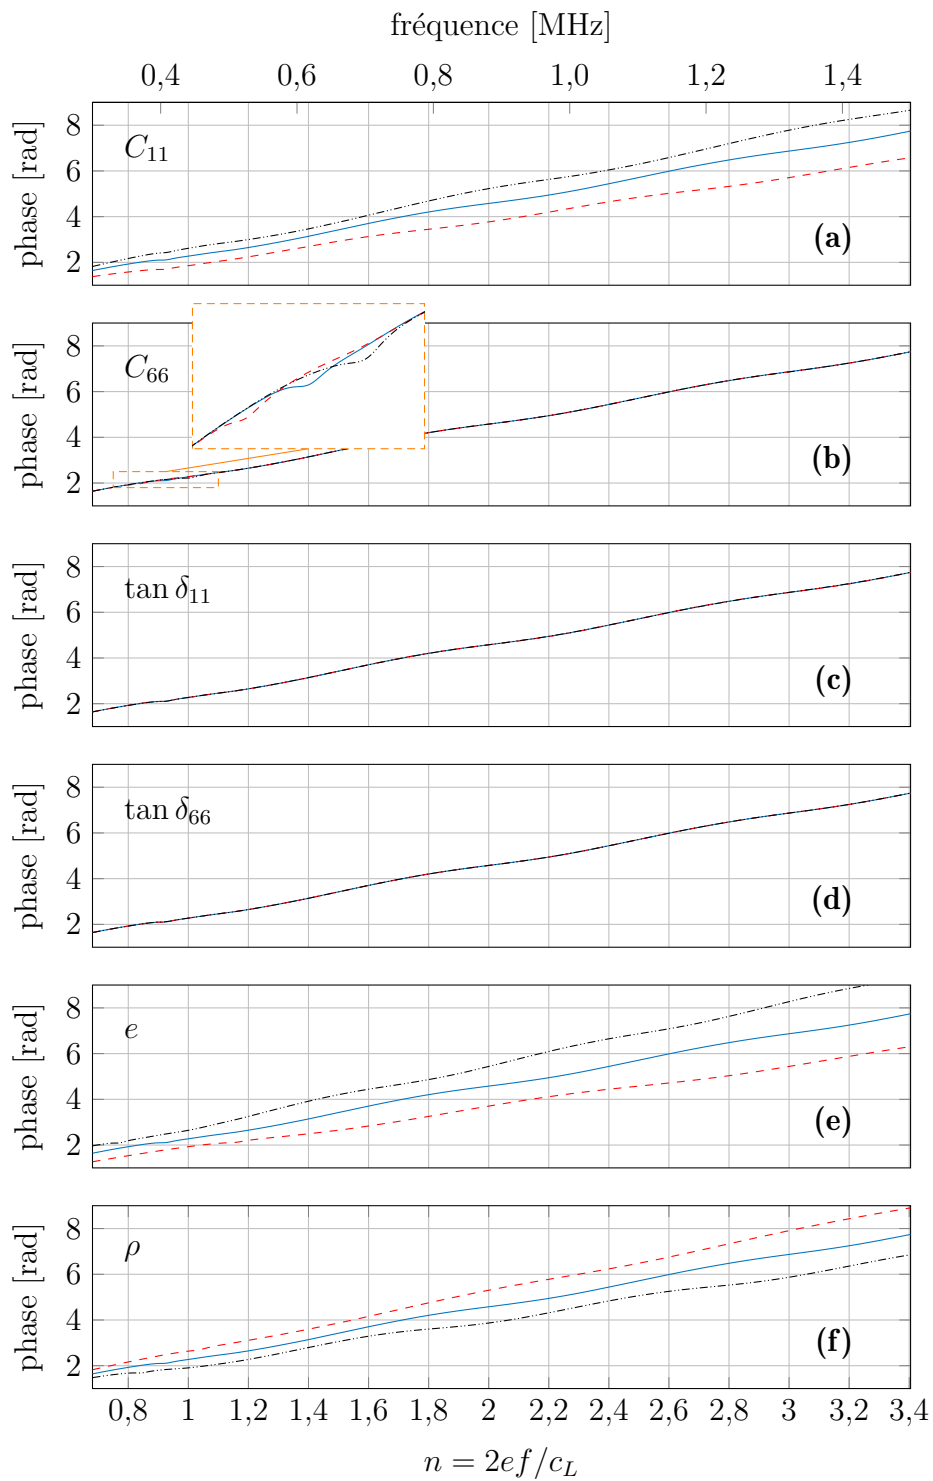 fréquence [MHz]
0,4 0,6 0,8 1,0 1,2 1,4
phase [rad]
8
6
4
2
C₁₁
(a)
phase [rad]
8
6
4
2
C₆₆
(b)
phase [rad]
8
6
4
2
tan δ₁₁
(c)
phase [rad]
8
6
4
2
tan δ₆₆
(d)
phase [rad]
8
6
4
2
e
(e)
phase [rad]
8
6
4
2
ρ
(f)
0,8 1 1,2 1,4 1,6 1,8 2 2,2 2,4 2,6 2,8 3 3,2 3,4
n = 2ef/c_L